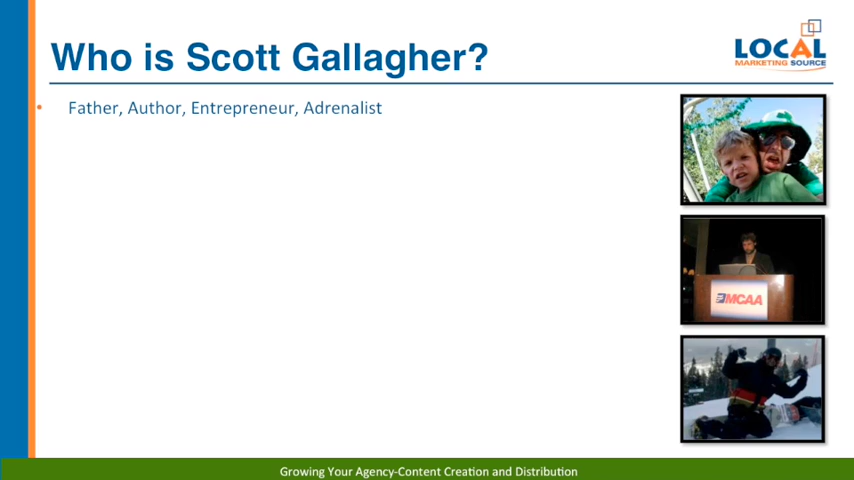 Who is Scott Gallagher?
LOCAL
MARKETING SOURCE
• Father, Author, Entrepreneur, Adrenalist
MCAA
Growing Your Agency-Content Creation and Distribution